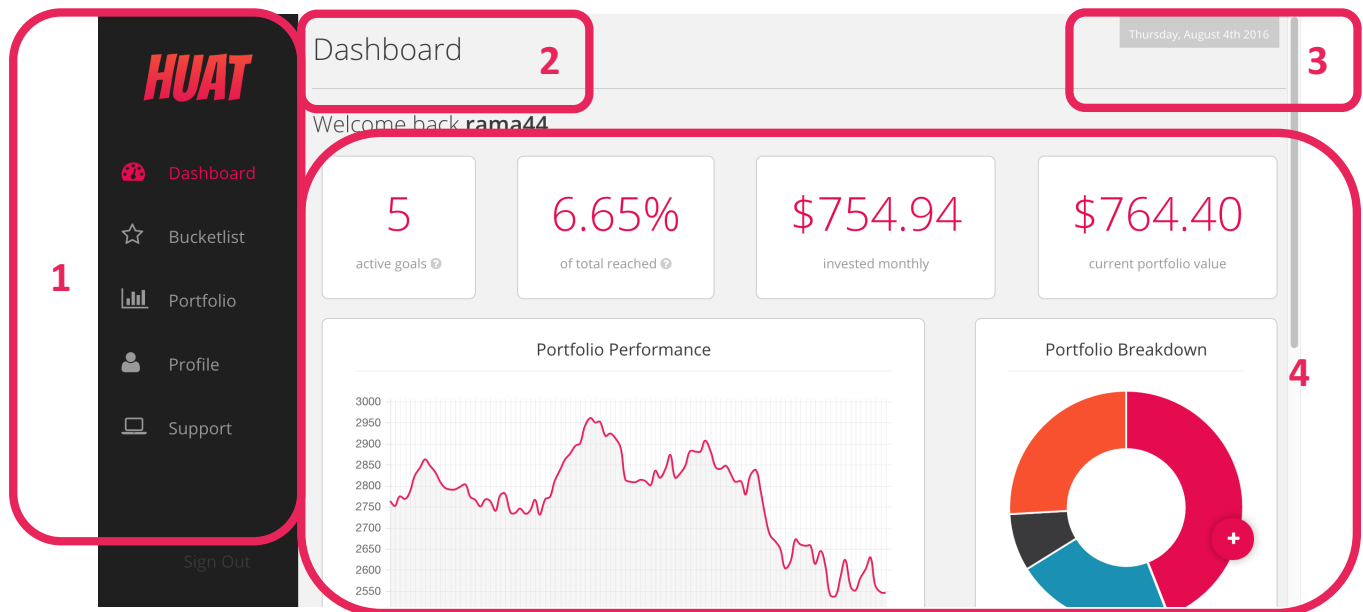 HUAT
Dashboard
Bucketlist
Portfolio
Profile
Support
Sign Out
1
Dashboard
2
Thursday, August 4th 2016
3
Welcome back rama44
5
active goals
6.65%
of total reached
$754.94
invested monthly
$764.40
current portfolio value
Portfolio Performance
3000
2950
2900
2850
2800
2750
2700
2650
2600
2550
Portfolio Breakdown
+
4